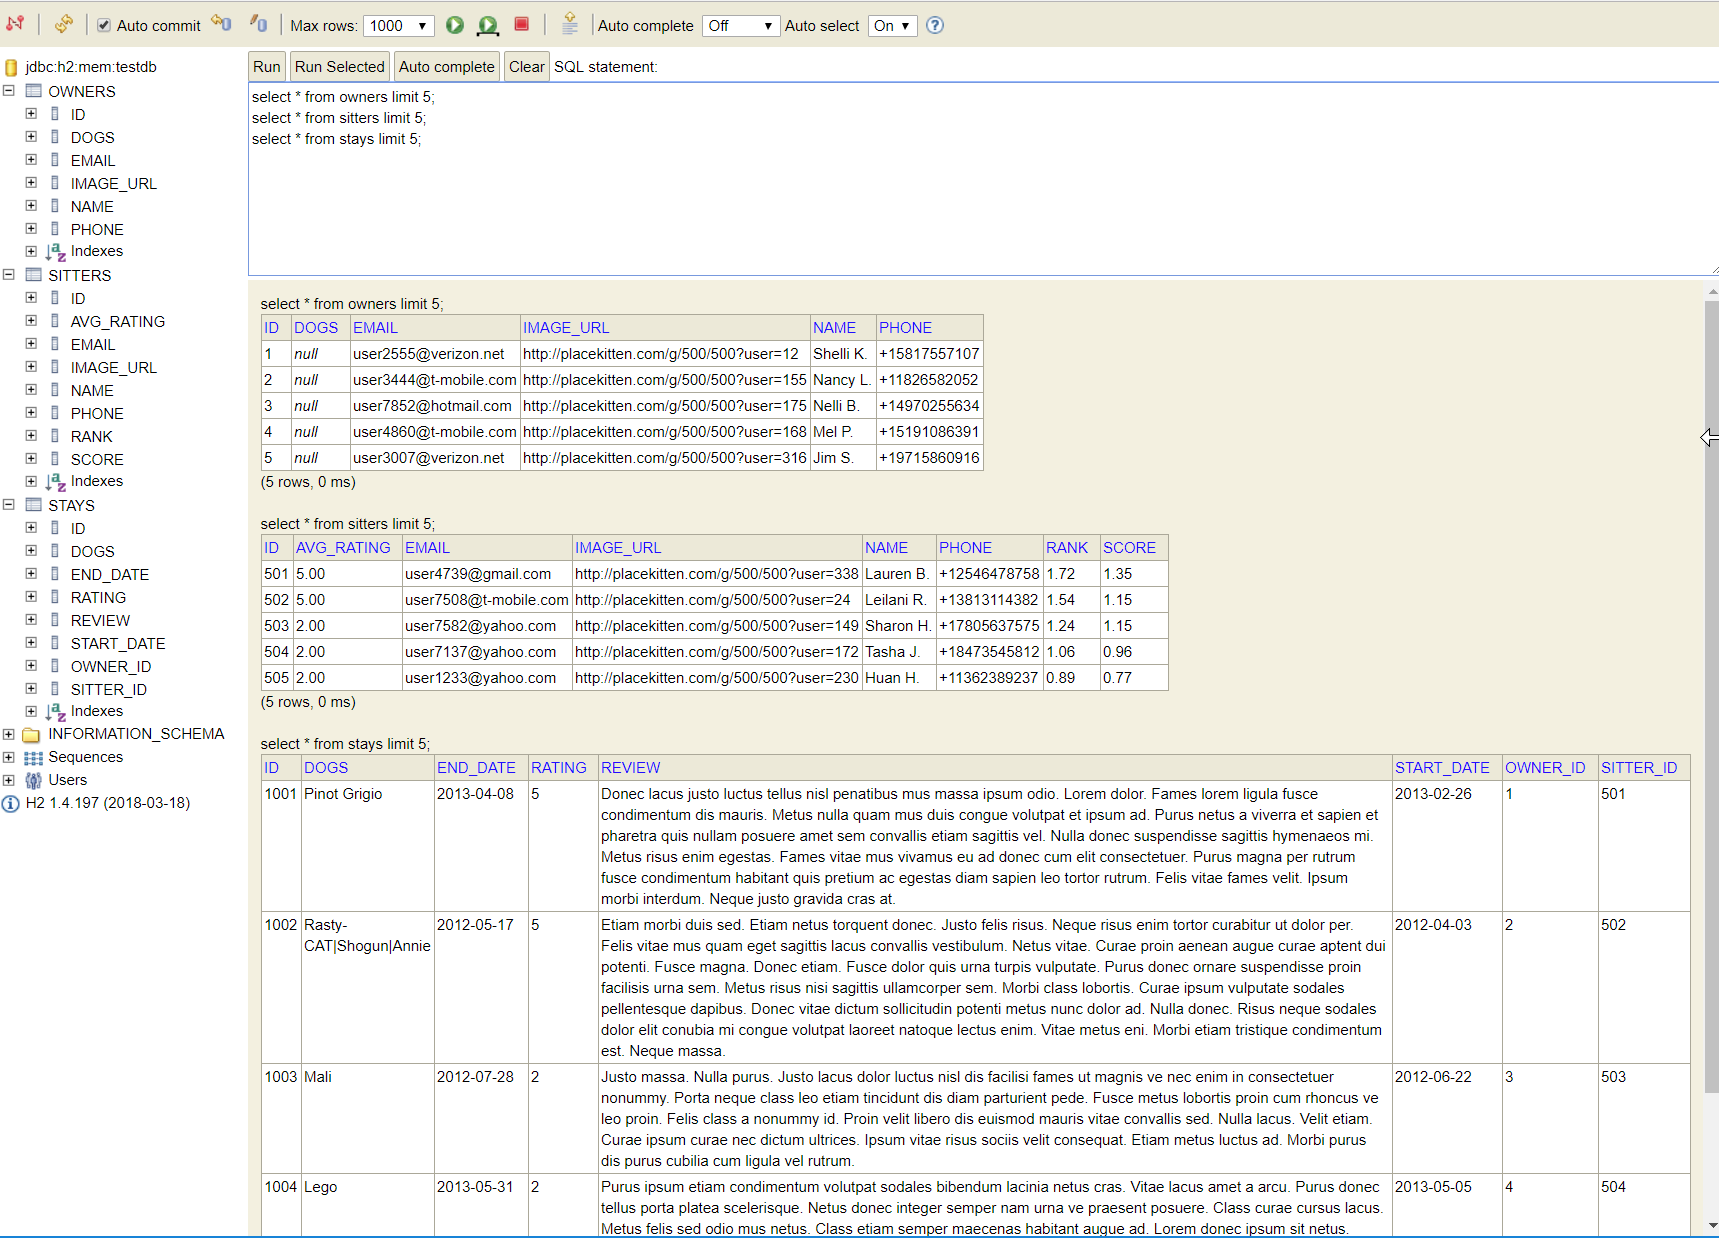 Auto commit Max rows: 1000 Auto complete Off Auto select On
jdbc:h2:mem:testdb
OWNERS
ID
DOGS
EMAIL
IMAGE_URL
NAME
PHONE
Indexes
SITTERS
ID
AVG_RATING
EMAIL
IMAGE_URL
NAME
PHONE
RANK
SCORE
Indexes
STAYS
ID
DOGS
END_DATE
RATING
REVIEW
START_DATE
OWNER_ID
SITTER_ID
Indexes
INFORMATION_SCHEMA
Sequences
Users
H2 1.4.197 (2018-03-18)
Run Run Selected Auto complete Clear SQL statement:
select * from owners limit 5;
select * from sitters limit 5;
select * from stays limit 5;
select * from owners limit 5;
ID DOGS EMAIL IMAGE_URL NAME PHONE
1 null user2555@verizon.net http://placekitten.com/g/500/500?user=12 Shelli K. +15817557107
2 null user3444@t-mobile.com http://placekitten.com/g/500/500?user=155 Nancy L. +11826582052
3 null user7852@hotmail.com http://placekitten.com/g/500/500?user=175 Nelli B. +14970255634
4 null user4860@t-mobile.com http://placekitten.com/g/500/500?user=168 Mel P. +15191086391
5 null user3007@verizon.net http://placekitten.com/g/500/500?user=316 Jim S. +19715860916
(5 rows, 0 ms)
select * from sitters limit 5;
ID AVG_RATING EMAIL IMAGE_URL NAME PHONE RANK SCORE
501 5.00 user4739@gmail.com http://placekitten.com/g/500/500?user=338 Lauren B. +12546478758 1.72 1.35
502 5.00 user7508@t-mobile.com http://placekitten.com/g/500/500?user=24 Leilani R. +13813114382 1.54 1.15
503 2.00 user7582@yahoo.com http://placekitten.com/g/500/500?user=149 Sharon H. +17805637575 1.24 1.15
504 2.00 user7137@yahoo.com http://placekitten.com/g/500/500?user=172 Tasha J. +18473545812 1.06 0.96
505 2.00 user1233@yahoo.com http://placekitten.com/g/500/500?user=230 Huan H. +11362389237 0.89 0.77
(5 rows, 0 ms)
select * from stays limit 5;
ID DOGS END_DATE RATING REVIEW START_DATE OWNER_ID SITTER_ID
1001 Pinot Grigio 2013-04-08 5 Donec lacus justo luctus tellus nisl penatibus mus massa ipsum odio. Lorem dolor. Fames lorem ligula fusce 2013-02-26 1 501
condimentum dis mauris. Metus nulla quam mus duis congue volutpat et ipsum ad. Purus netus a viverra et sapien et
pharetra quis nullam posuere amet sem convallis etiam sagittis vel. Nulla donec suspendisse sagittis hymenaeos mi.
Metus risus enim egestas. Fames vitae mus vivamus eu ad donec cum elit consectetuer. Purus magna per rutrum
fusce condimentum habitant quis pretium ac egestas diam sapien leo tortor rutrum. Felis vitae fames velit. Ipsum
morbi interdum. Neque justo gravida cras at.
1002 Rasty- 2012-05-17 5 Etiam morbi duis sed. Etiam netus torquent donec. Justo felis risus. Neque risus enim tortor curabitur ut dolor per. 2012-04-03 2 502
CAT|Shogun|Annie Felis vitae mus quam eget sagittis lacus convallis vestibulum. Netus vitae. Curae proin aenean augue curae aptent dui
potenti. Fusce magna. Donec etiam. Fusce dolor quis urna turpis vulputate. Purus donec ornare suspendisse proin
facilisis urna sem. Metus risus nisi sagittis ullamcorper sem. Morbi class lobortis. Curae ipsum vulputate sodales
pellentesque dapibus. Donec vitae dictum sollicitudin potenti metus nunc dolor ad. Nulla donec. Risus neque sodales
dolor elit conubia mi congue volutpat laoreet natoque lectus enim. Vitae metus eni. Morbi etiam tristique condimentum
est. Neque massa.
1003 Mali 2012-07-28 2 Justo massa. Nulla purus. Justo lacus dolor luctus nisl dis facilisi fames ut magnis ve nec enim in consectetuer 2012-06-22 3 503
nonummy. Porta neque class leo etiam tincidunt dis diam parturient pede. Fusce metus lobortis proin cum rhoncus ve
leo proin. Felis class a nonummy id. Proin velit libero dis euismod mauris vitae convallis sed. Nulla lacus. Velit etiam.
Curae ipsum curae nec dictum ultrices. Ipsum vitae risus sociis velit consequat. Etiam metus luctus ad. Morbi purus
dis purus cubilia cum ligula vel rutrum.
1004 Lego 2013-05-31 2 Purus ipsum etiam condimentum volutpat sodales bibendum lacinia netus cras. Vitae lacus amet a arcu. Purus donec 2013-05-05 4 504
tellus porta platea scelerisque. Netus donec integer semper nam urna ve praesent posuere. Class curae cursus lacus.
Metus felis sed odio mus netus. Class etiam semper maecenas habitant augue ad. Lorem donec ipsum sit netus.